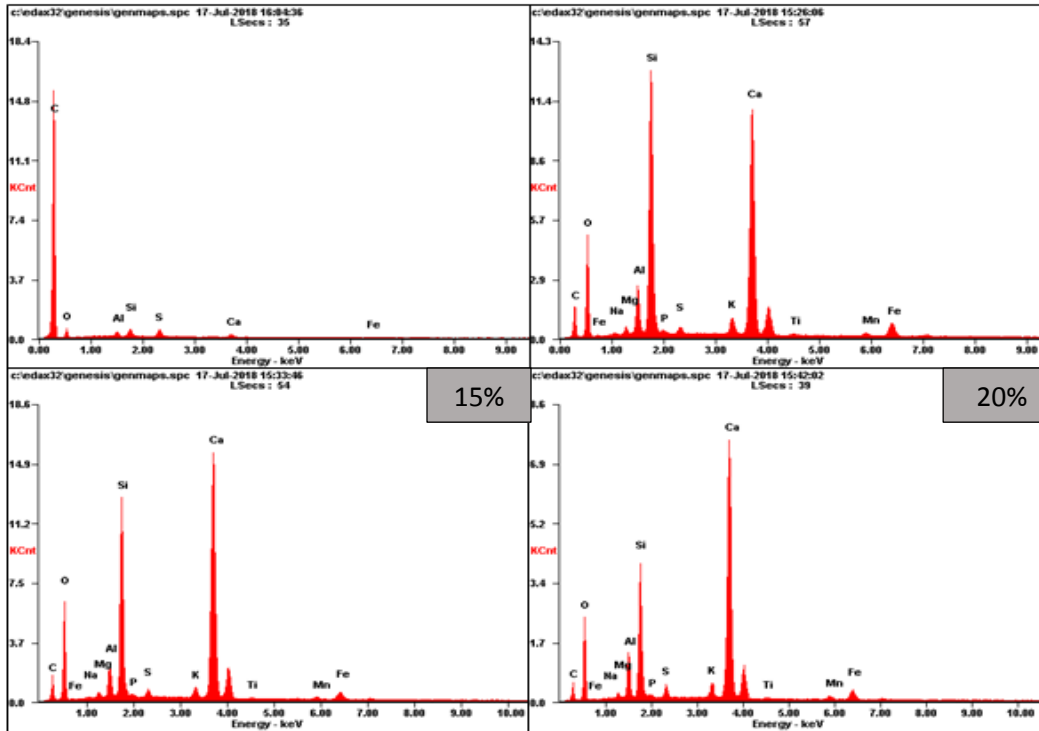 c:\edax32\genesis\genmaps.spc 17-Jul-2018 16:04:36
LSecs : 35
18.4
14.8
11.1
KCnt
7.4
3.7
0.0
C
O
Al
Si
S
Ca
Fe
0.00 1.00 2.00 3.00 4.00 5.00 6.00 7.00 8.00 9.00
Energy - keV
c:\edax32\genesis\genmaps.spc 17-Jul-2018 15:26:06
LSecs : 57
14.3
11.4
8.6
KCnt
5.7
2.9
0.0
C
O
Fe
Na
Mg
Al
Si
P
S
K
Ca
Ti
Mn
Fe
0.00 1.00 2.00 3.00 4.00 5.00 6.00 7.00 8.00 9.0
Energy - keV
c:\edax32\genesis\genmaps.spc 17-Jul-2018 15:33:46
LSecs : 54
15%
18.6
14.9
11.2
KCnt
7.5
3.7
0.0
C
O
Fe
Na
Mg
Al
Si
P
S
K
Ca
Ti
Mn
Fe
1.00 2.00 3.00 4.00 5.00 6.00 7.00 8.00 9.00 10.00
Energy - keV
c:\edax32\genesis\genmaps.spc 17-Jul-2018 15:42:02
LSecs : 39
20%
8.6
6.9
5.2
KCnt
3.4
1.7
0.0
C
O
Fe
Na
Mg
Al
Si
P
S
K
Ca
Ti
Mn
Fe
1.00 2.00 3.00 4.00 5.00 6.00 7.00 8.00 9.00 10.0
Energy - keV